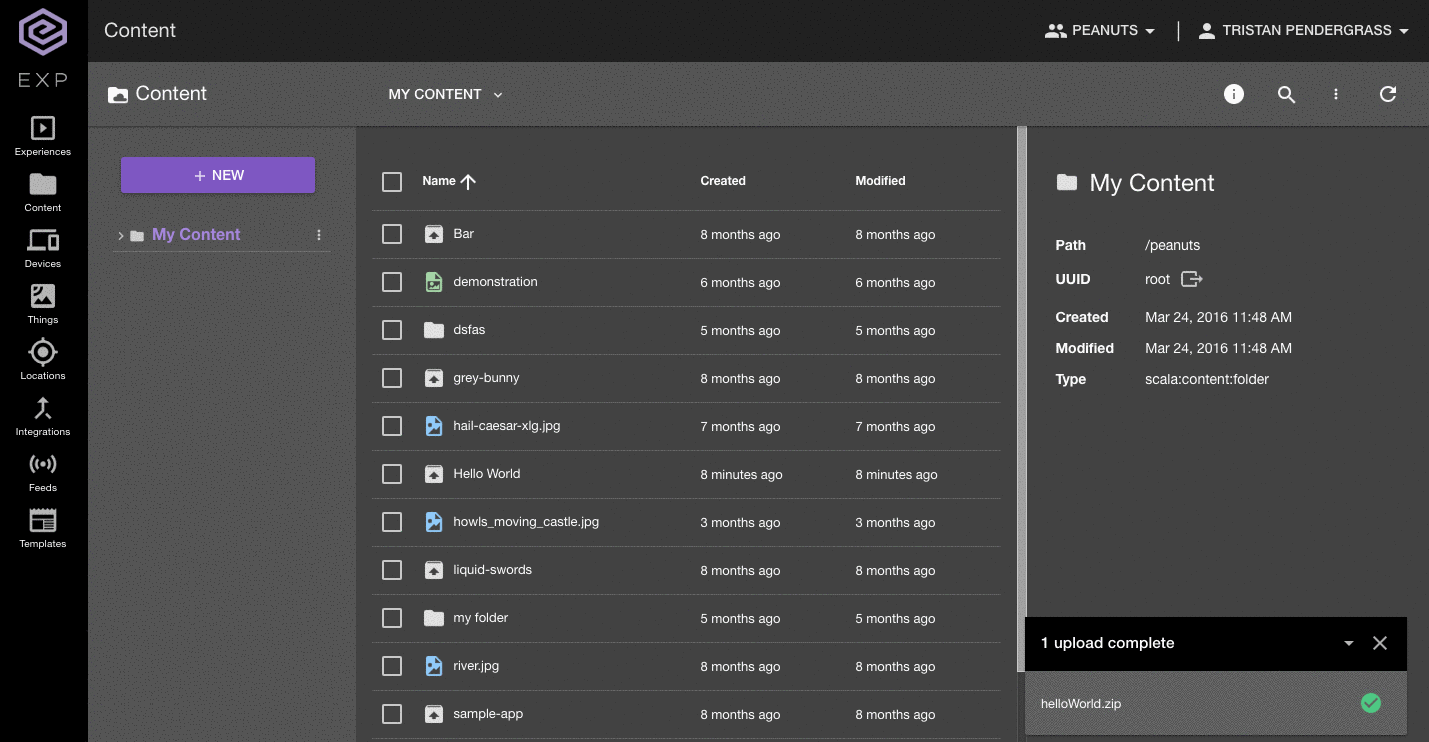 Content
PEANUTS
TRISTAN PENDERGRASS
EXP
Content
MY CONTENT
Experiences
Content
Devices
Things
Locations
Integrations
Feeds
Templates
+ NEW
My Content
Name Created Modified
Bar 8 months ago 8 months ago
demonstration 6 months ago 6 months ago
dsfas 5 months ago 5 months ago
grey-bunny 8 months ago 8 months ago
hail-caesar-xlg.jpg 7 months ago 7 months ago
Hello World 8 minutes ago 8 minutes ago
howls_moving_castle.jpg 3 months ago 3 months ago
liquid-swords 8 months ago 8 months ago
my folder 5 months ago 5 months ago
river.jpg 8 months ago 8 months ago
sample-app 8 months ago 8 months ago
My Content
Path /peanuts
UUID root
Created Mar 24, 2016 11:48 AM
Modified Mar 24, 2016 11:48 AM
Type scala:content:folder
1 upload complete
helloWorld.zip